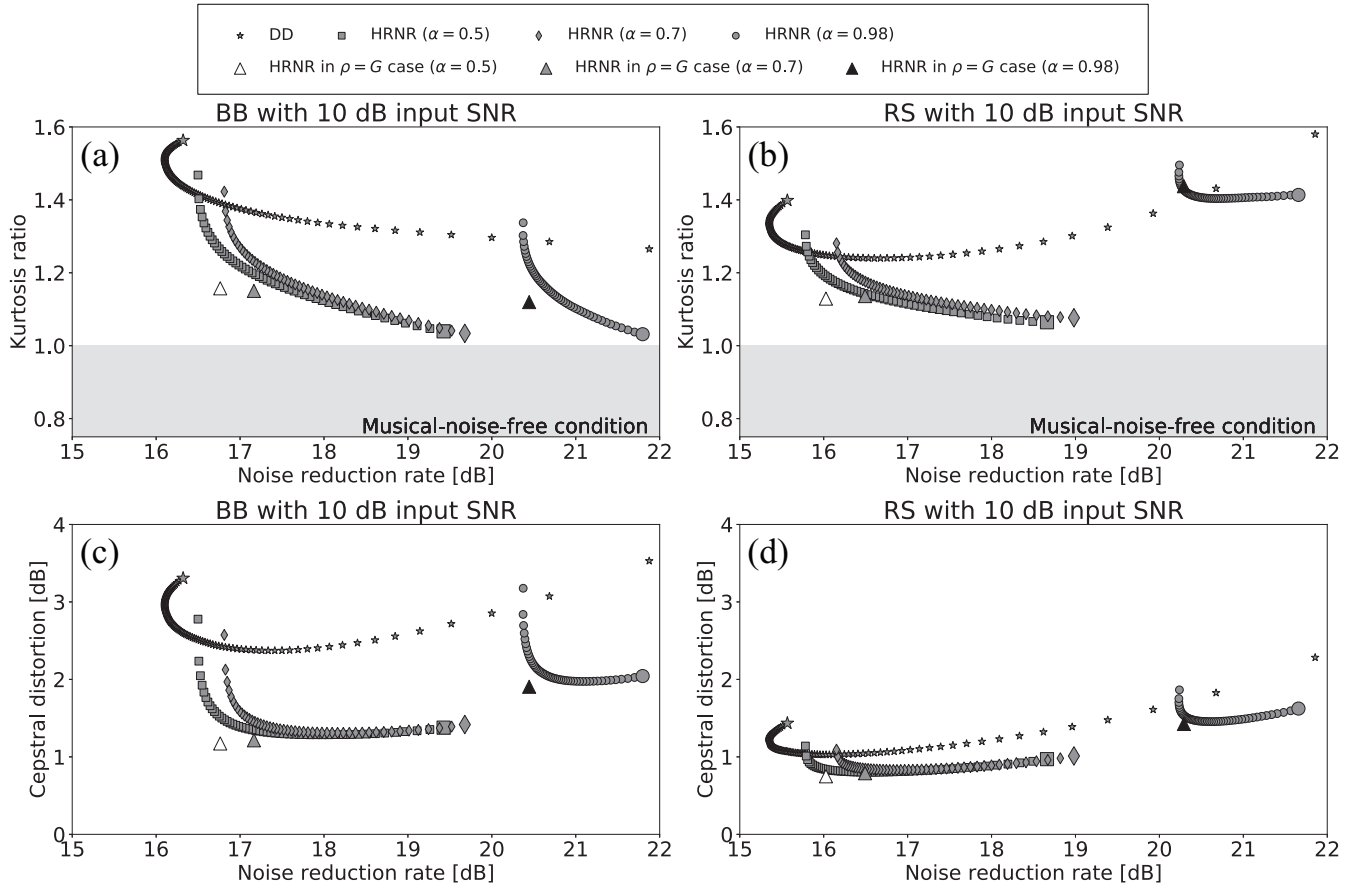 DD HRNR (α = 0.5) HRNR (α = 0.7) HRNR (α = 0.98)
HRNR in ρ = G case (α = 0.5) HRNR in ρ = G case (α = 0.7) HRNR in ρ = G case (α = 0.98)
BB with 10 dB input SNR
(a)
Kurtosis ratio
1.6
1.4
1.2
1.0
0.8
Musical-noise-free condition
15 16 17 18 19 20 21 22
Noise reduction rate [dB]
RS with 10 dB input SNR
(b)
Kurtosis ratio
1.6
1.4
1.2
1.0
0.8
Musical-noise-free condition
15 16 17 18 19 20 21 22
Noise reduction rate [dB]
BB with 10 dB input SNR
(c)
Cepstral distortion [dB]
4
3
2
1
0
15 16 17 18 19 20 21 22
Noise reduction rate [dB]
RS with 10 dB input SNR
(d)
Cepstral distortion [dB]
4
3
2
1
0
15 16 17 18 19 20 21 22
Noise reduction rate [dB]